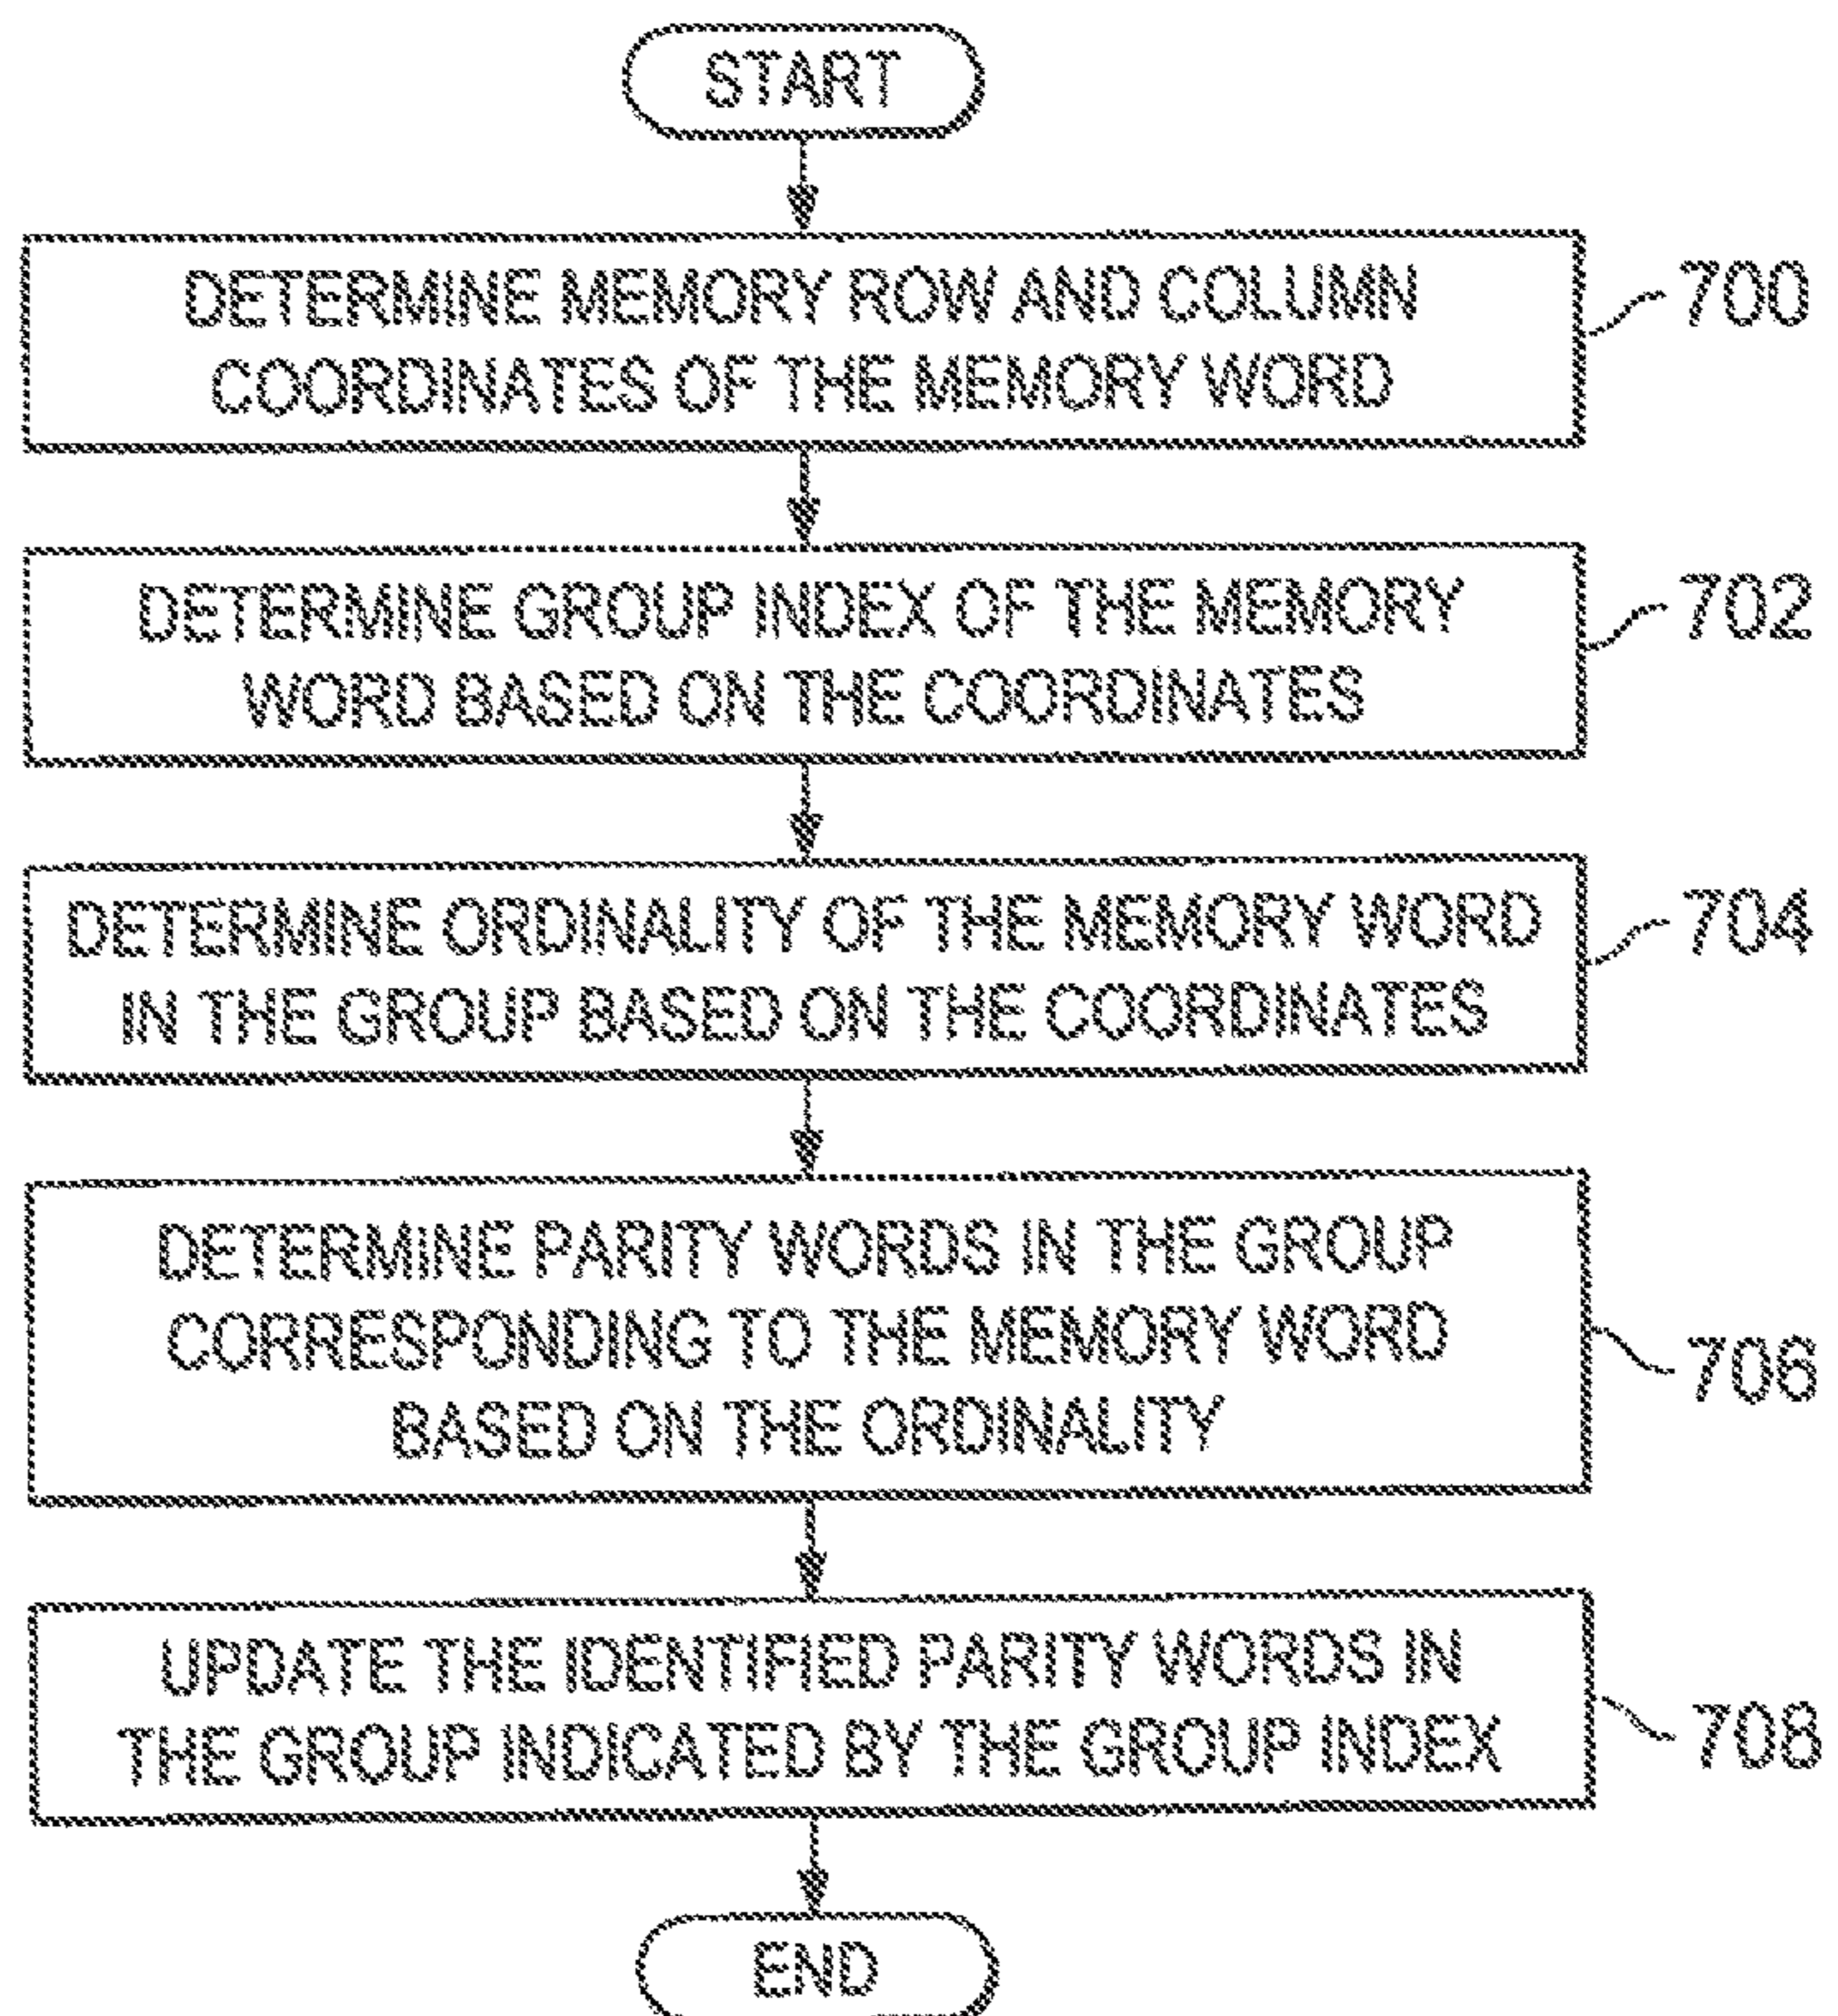 START
DETERMINE MEMORY ROW AND COLUMN
COORDINATES OF THE MEMORY WORD
700
DETERMINE GROUP INDEX OF THE MEMORY
WORD BASED ON THE COORDINATES
702
DETERMINE ORDINALITY OF THE MEMORY WORD
IN THE GROUP BASED ON THE COORDINATES
704
DETERMINE PARITY WORDS IN THE GROUP
CORRESPONDING TO THE MEMORY WORD
BASED ON THE ORDINALITY
706
UPDATE THE IDENTIFIED PARITY WORDS IN
THE GROUP INDICATED BY THE GROUP INDEX
708
END